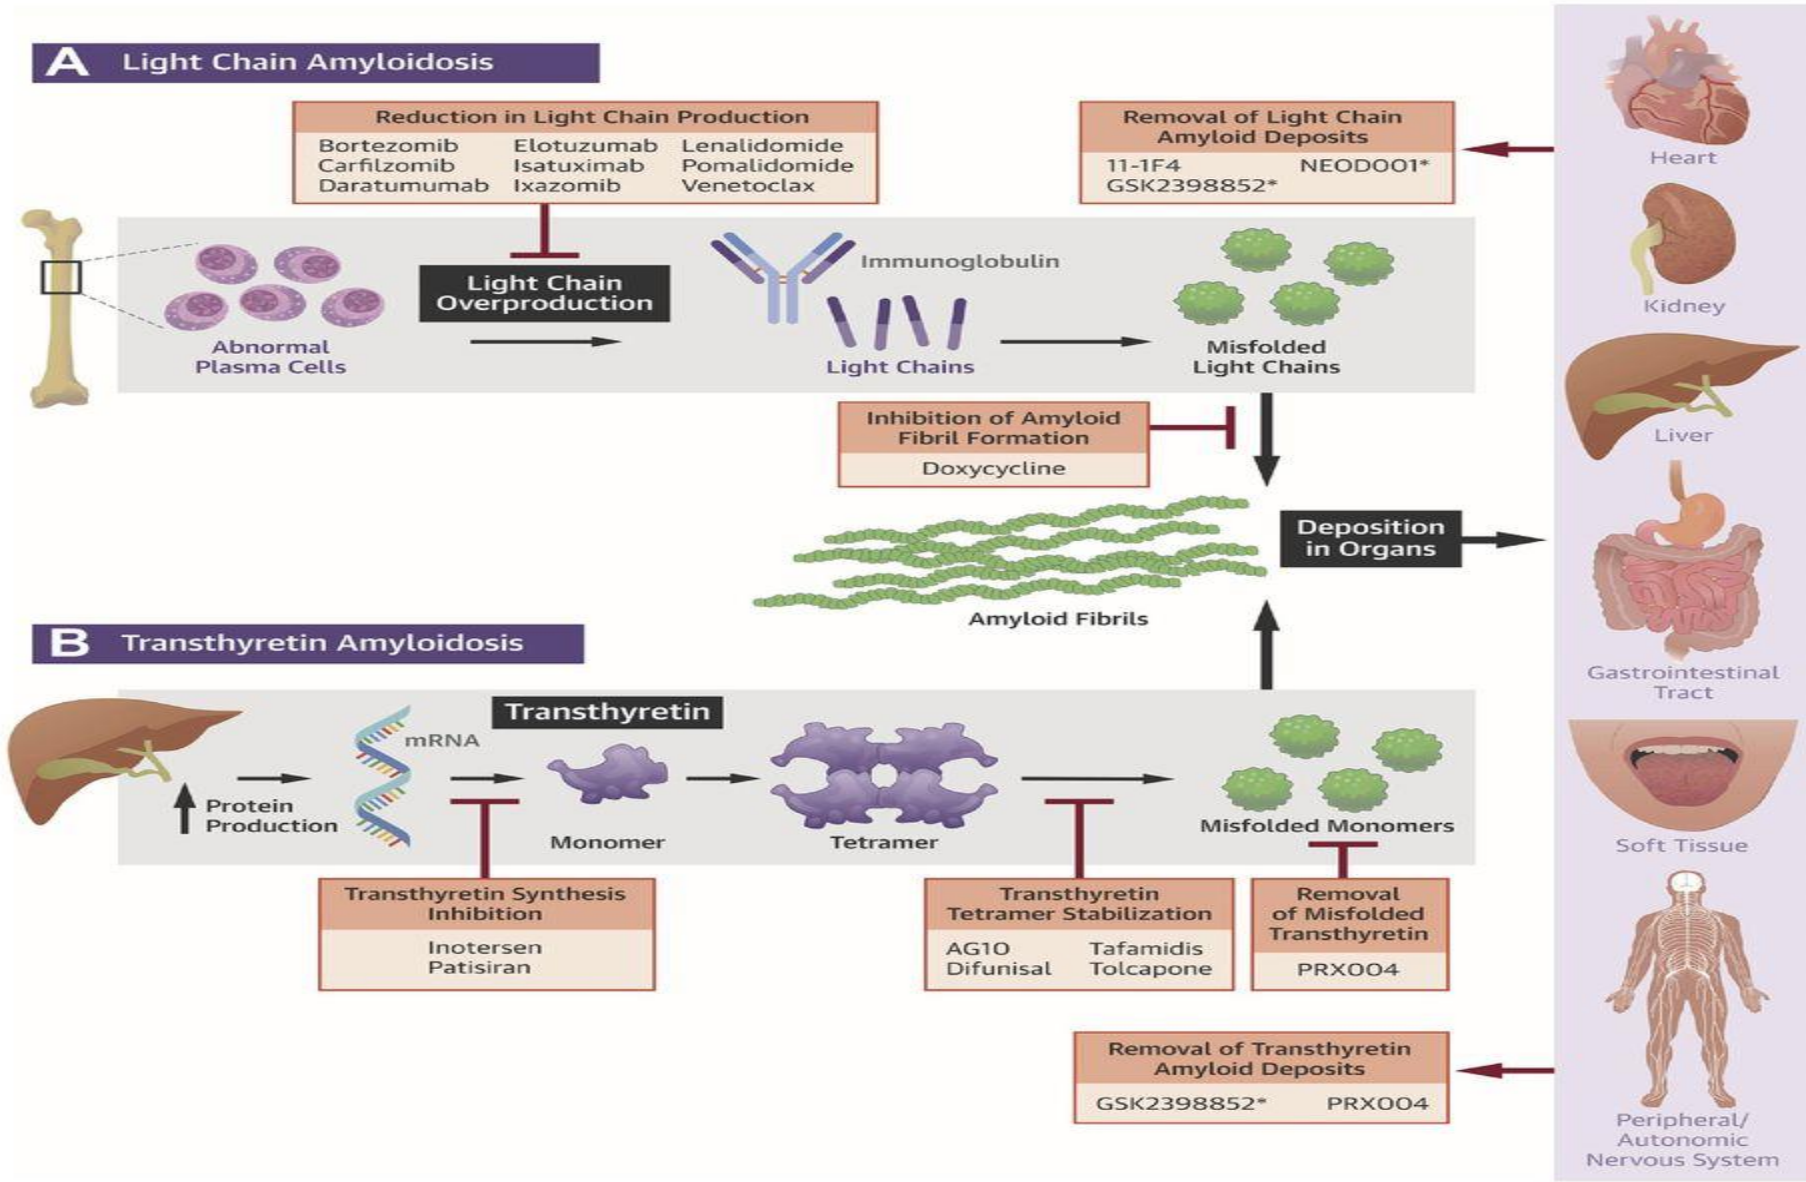 A Light Chain Amyloidosis
Reduction in Light Chain Production
Bortezomib Elotuzumab Lenalidomide
Carfilzomib Isatuximab Pomalidomide
Daratumumab Ixazomib Venetoclax
Removal of Light Chain
Amyloid Deposits
11-1F4 NEOD001*
GSK2398852*
Heart
Light Chain
Overproduction
Immunoglobulin
Abnormal
Plasma Cells
Light Chains
Misfolded
Light Chains
Kidney
Inhibition of Amyloid
Fibril Formation
Doxycycline
Liver
Deposition
in Organs
Amyloid Fibrils
Gastrointestinal
Tract
B Transthyretin Amyloidosis
Transthyretin
mRNA
Protein
Production
Monomer
Tetramer
Misfolded Monomers
Soft Tissue
Transthyretin Synthesis
Inhibition
Inotersen
Patisiran
Transthyretin
Tetramer Stabilization
AG10 Tafamidis
Difunisal Tolcapone
Removal
of Misfolded
Transthyretin
PRX004
Removal of Transthyretin
Amyloid Deposits
GSK2398852* PRX004
Peripheral/
Autonomic
Nervous System